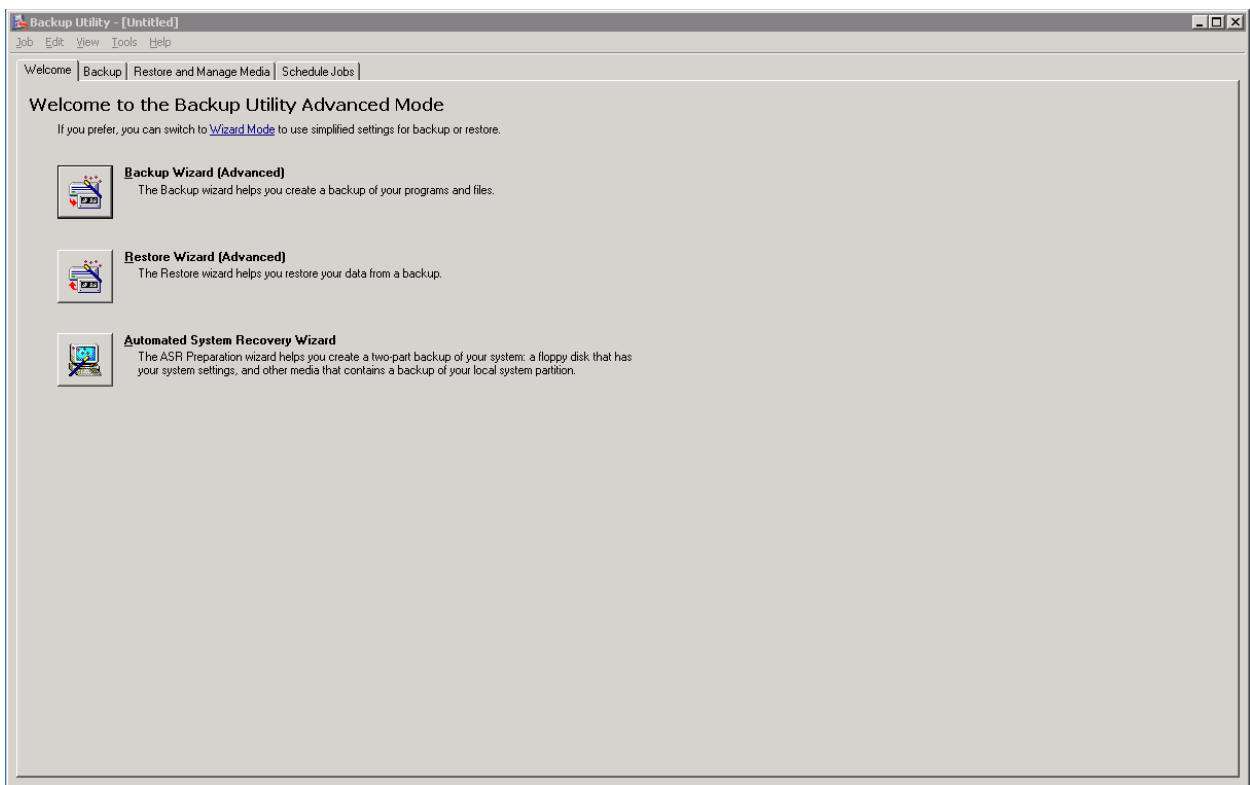 Backup Utility - [Untitled]
Job Edit View Tools Help
Welcome Backup Restore and Manage Media Schedule Jobs
Welcome to the Backup Utility Advanced Mode
If you prefer, you can switch to Wizard Mode to use simplified settings for backup or restore.
Backup Wizard (Advanced)
The Backup wizard helps you create a backup of your programs and files.
Restore Wizard (Advanced)
The Restore wizard helps you restore your data from a backup.
Automated System Recovery Wizard
The ASR Preparation wizard helps you create a two-part backup of your system: a floppy disk that has
your system settings, and other media that contains a backup of your local system partition.